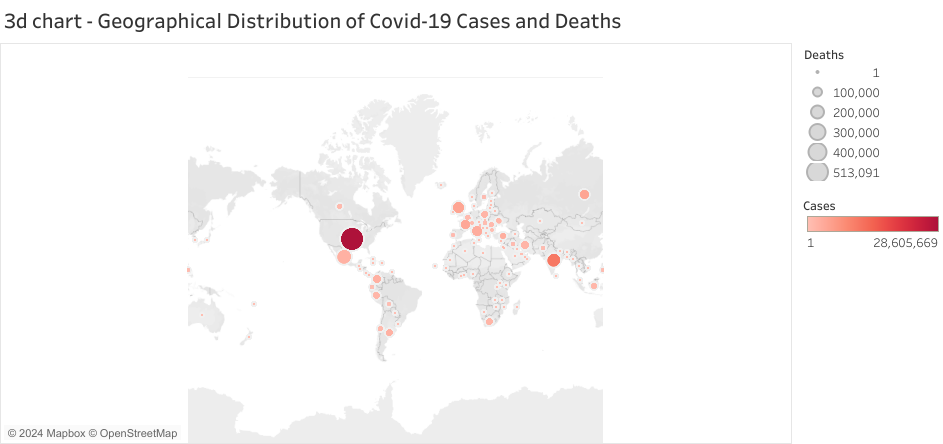 3d chart - Geographical Distribution of Covid-19 Cases and Deaths
Deaths
1
100,000
200,000
300,000
400,000
513,091
Cases
1 28,605,669
© 2024 Mapbox © OpenStreetMap